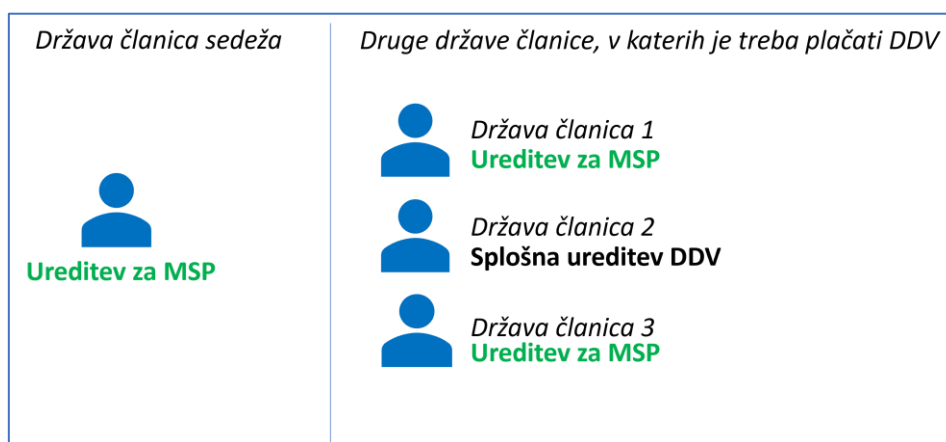 Država članica sedeža
Ureditev za MSP
Druge države članice, v katerih je treba plačati DDV
Država članica 1
Ureditev za MSP
Država članica 2
Splošna ureditev DDV
Država članica 3
Ureditev za MSP